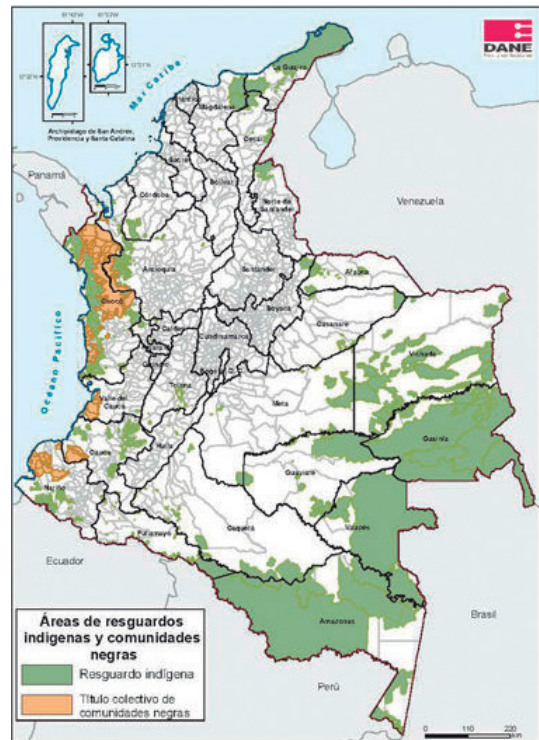 DANE
Archipiélago de San Andrés,
Providencia y Santa Catalina
Mar Caribe
La Guajira
Atlántico
Magdalena
Cesar
Panamá
Sucre
Córdoba
Bolívar
Norte de
Santander
Venezuela
Antioquia
Santander
Arauca
Chocó
Boyacá
Casanare
Caldas
Cundinamarca
Vichada
Océano Pacífico
Bogotá D.C.
Tolima
Valle del
Cauca
Meta
Guainía
Cauca
Huila
Nariño
Guaviare
Vaupés
Putumayo
Caquetá
Ecuador
Amazonas
Brasil
Perú
Áreas de resguardos
indígenas y comunidades
negras
Resguardo indígena
Título colectivo de
comunidades negras
0 110 220